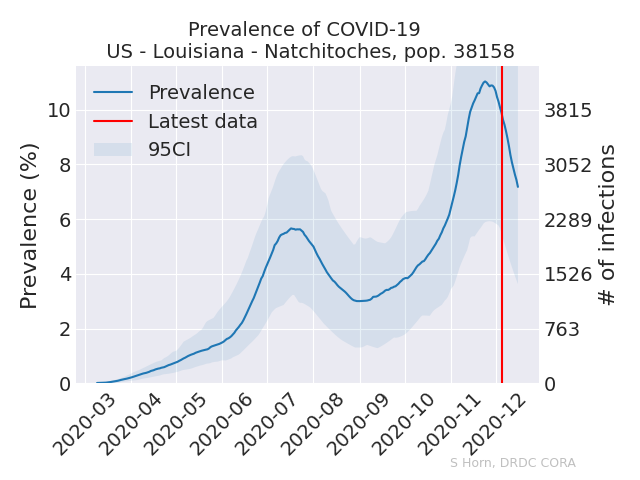 Prevalence of COVID-19
US - Louisiana - Natchitoches, pop. 38158
Prevalence
Latest data
95CI
Prevalence (%)
10
8
6
4
2
0
3815
3052
2289
1526
763
0
# of infections
2020-03
2020-04
2020-05
2020-06
2020-07
2020-08
2020-09
2020-10
2020-11
2020-12
S Horn, DRDC CORA